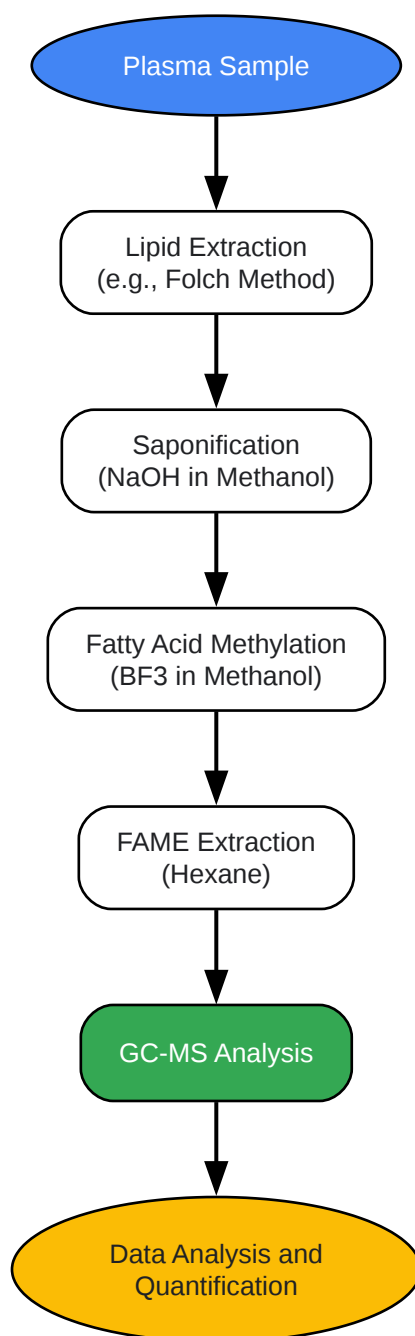 Plasma Sample
Lipid Extraction
(e.g., Folch Method)
Saponification
(NaOH in Methanol)
Fatty Acid Methylation
(BF3 in Methanol)
FAME Extraction
(Hexane)
GC-MS Analysis
Data Analysis and
Quantification